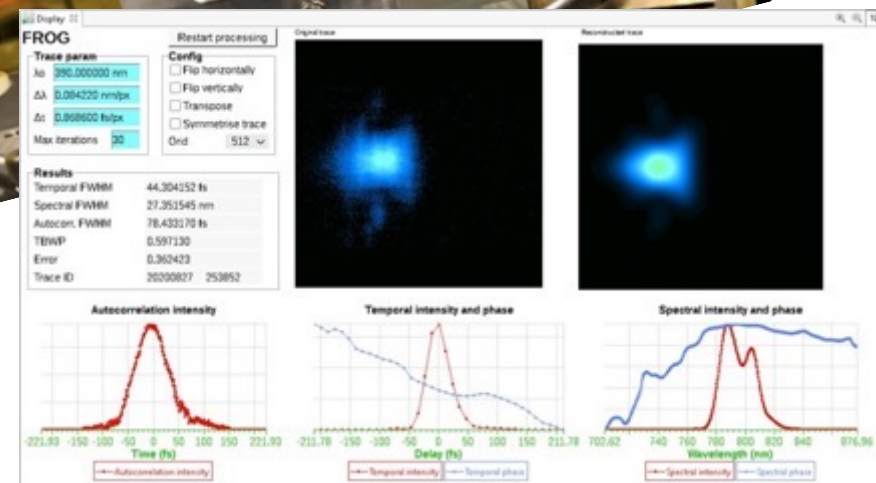 Display
FROG
Restart processing
Trace param
λo 390.000000 nm
Δλ 0.084220 nm/px
Δt 0.868600 fs/px
Max iterations 30
Config
Flip horizontally
Flip vertically
Transpose
Symmetrise trace
Grid 512
Results
Temporal FWHM 44.304152 fs
Spectral FWHM 27.351545 nm
Autocorr. FWHM 78.433170 fs
TBWP 0.597130
Error 0.362423
Trace ID 20200827 253852
Original trace
Reconstructed trace
Autocorrelation intensity
-221.93 -150 -100 -50 0 50 100 150 221.93
Time (fs)
Autocorrelation intensity
Temporal intensity and phase
-211.78 -150 -100 -50 0 50 100 150 211.78
Delay (fs)
Temporal intensity Temporal phase
Spectral intensity and phase
702.62 740 760 780 800 820 840 876.96
Wavelength (nm)
Spectral intensity Spectral phase